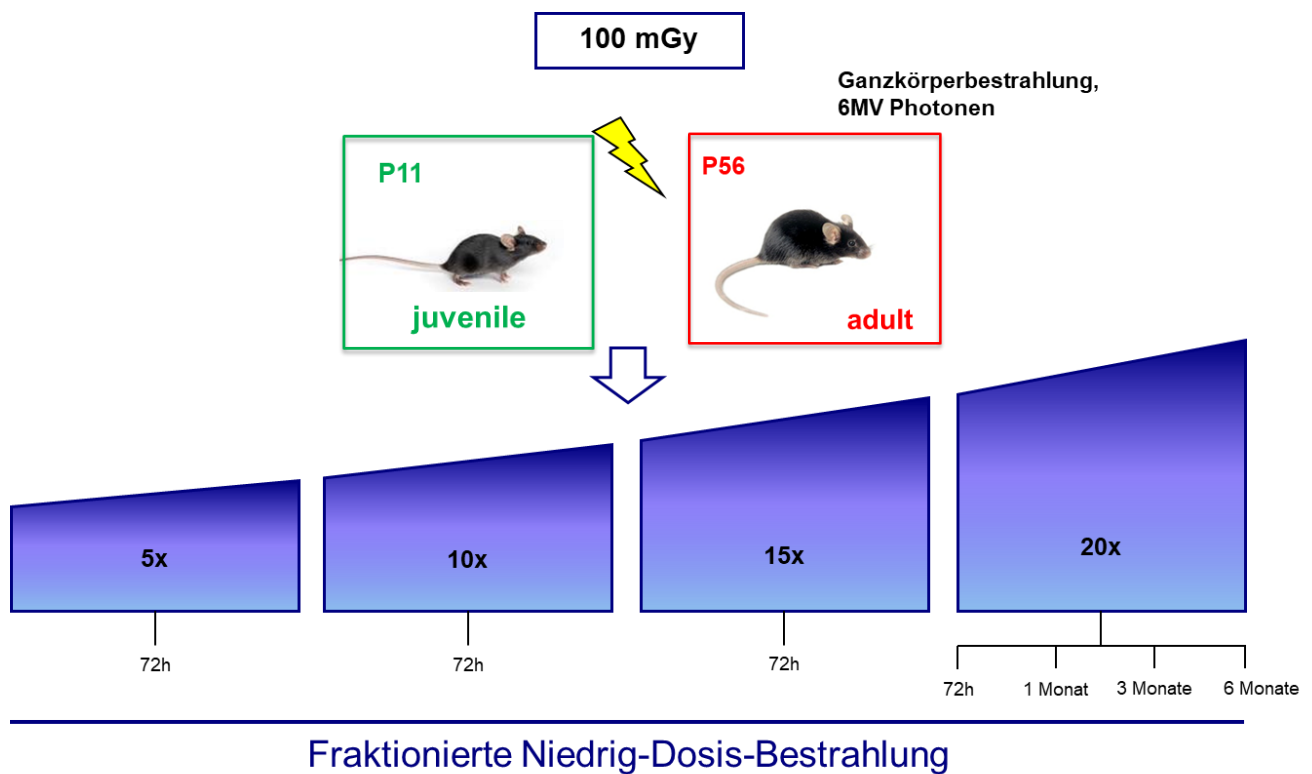 100 mGy
Ganzkörperbestrahlung,
6MV Photonen
P11
juvenile
P56
adult
5x
10x
15x
20x
72h
72h
72h
72h
1 Monat
3 Monate
6 Monate
Fraktionierte Niedrig-Dosis-Bestrahlung